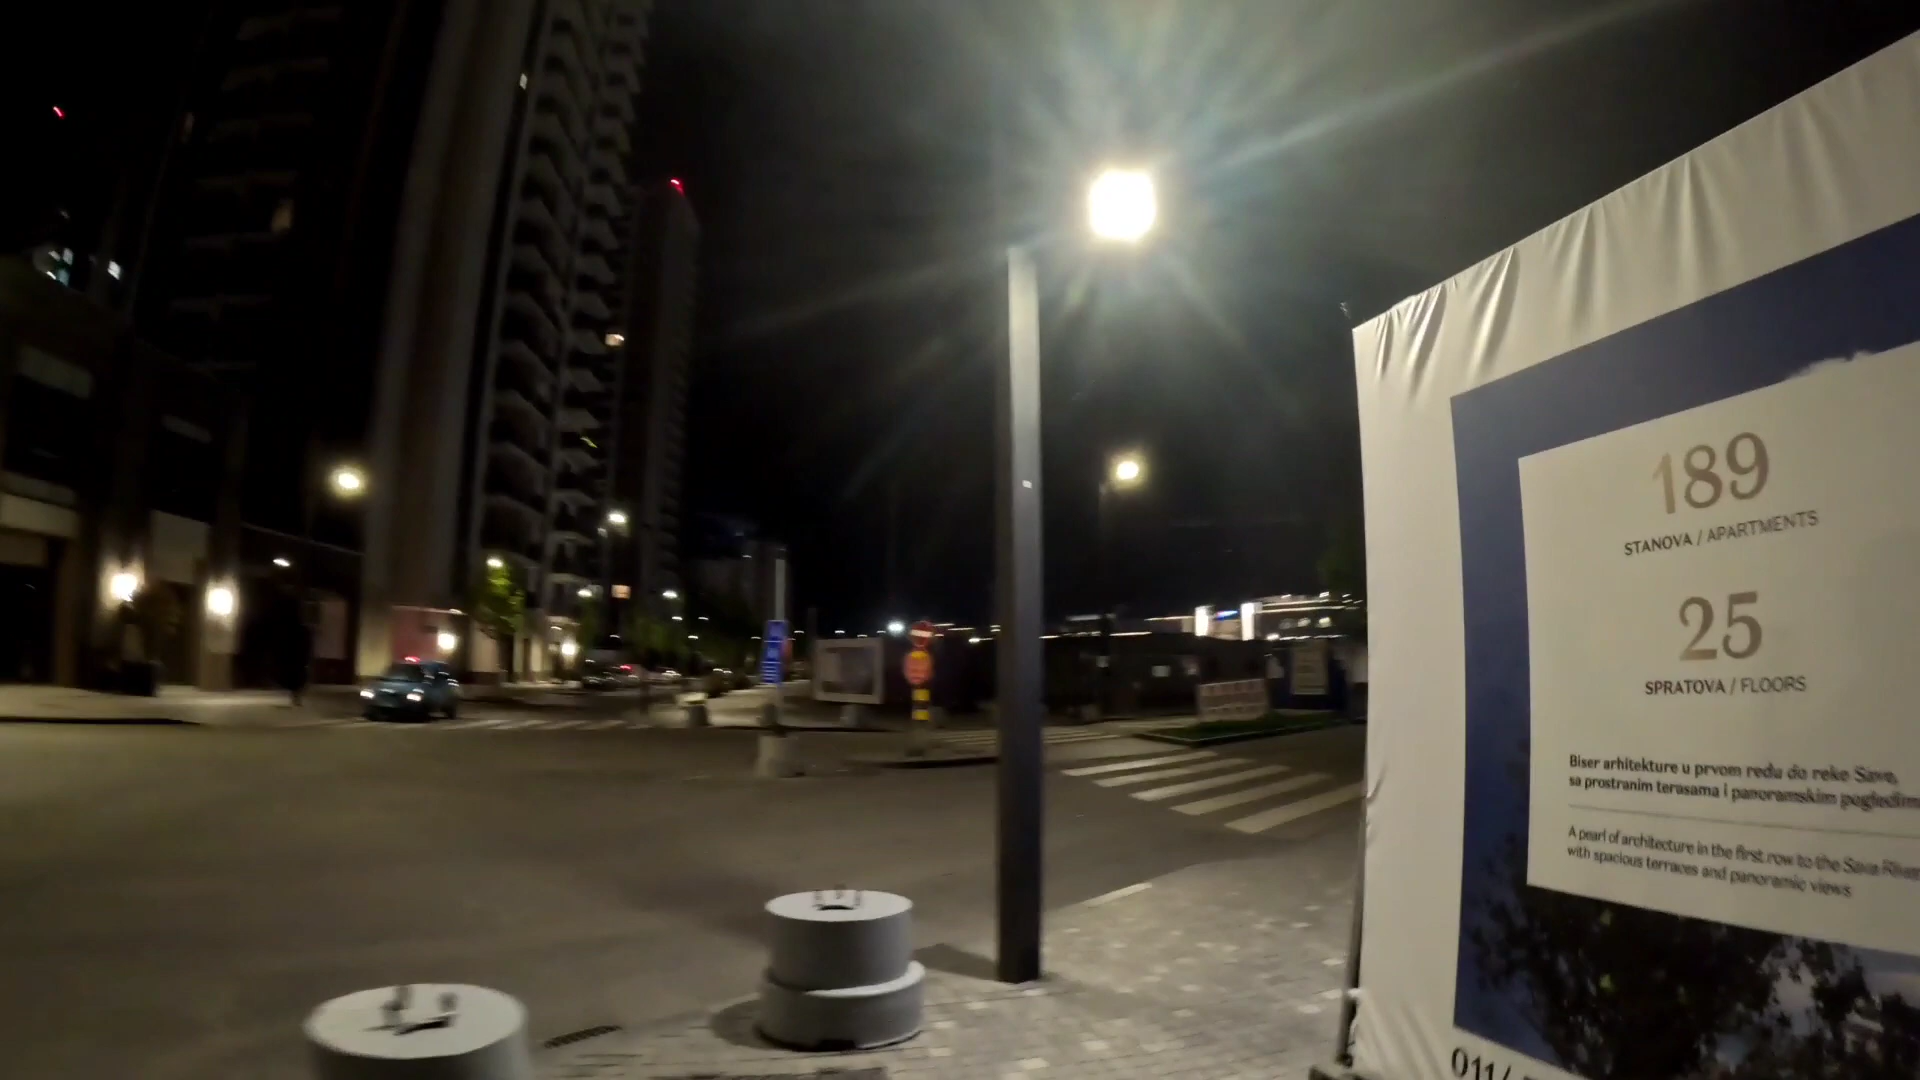 189
STANOVA / APARTMENTS
25
SPRATOVA / FLOORS
Biser arhitekture u prvom redu do reke Save,
sa prostranim terasama i panoramskim
A pearl of architecture in the first row to the Sava River
with spacious terraces and panoramic views
011/